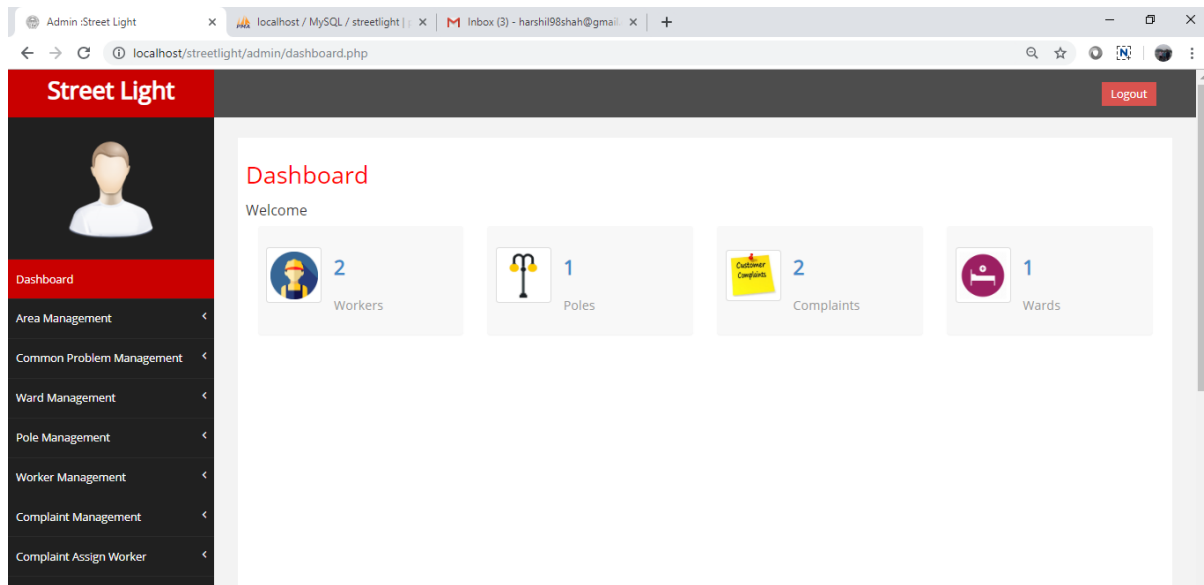 Admin :Street Light
localhost / MySQL / streetlight | p
Inbox (3) - harshil98shah@gmail.
localhost/streetlight/admin/dashboard.php
Street Light
Logout
Dashboard
Area Management
Common Problem Management
Ward Management
Pole Management
Worker Management
Complaint Management
Complaint Assign Worker
Dashboard
Welcome
2
Workers
1
Poles
Customer
Complaints
2
Complaints
1
Wards